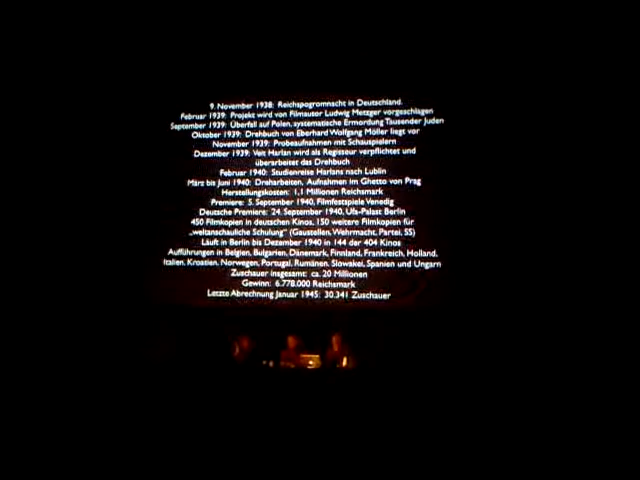 9. November 1938: Reichspogromnacht in Deutschland.
Februar 1939: Projekt wird von Filmautor Ludwig Metzger vorgeschlagen
September 1939: Überfall auf Polen, systematische Ermordung Tausender Juden
Oktober 1939: Drehbuch von Eberhard Wolfgang Möller liegt vor
November 1939: Probeaufnahmen mit Schauspielern
Dezember 1939: Veit Harlan wird als Regisseur verpflichtet und
überarbeitet das Drehbuch
Februar 1940: Studienreise Harlans nach Lublin
März bis Juni 1940: Dreharbeiten, Aufnahmen im Ghetto von Prag
Herstellungskosten: 1,1 Millionen Reichsmark
Premiere: 5. September 1940, Filmfestspiele Venedig
Deutsche Premiere: 24. September 1940, Ufa-Palast Berlin
450 Filmkopien in deutschen Kinos, 150 weitere Filmkopien für
„weltanschauliche Schulung“ (Gaustellen, Wehrmacht, Partei, SS)
Läuft in Berlin bis Dezember 1940 in 144 der 404 Kinos
Aufführungen in Belgien, Bulgarien, Dänemark, Finnland, Frankreich, Holland,
Italien, Kroatien, Norwegen, Portugal, Rumänen, Slowakei, Spanien und Ungarn
Zuschauer insgesamt: ca. 20 Millionen
Gewinn: 6.778.000 Reichsmark
Letzte Abrechnung Januar 1945: 30.341 Zuschauer